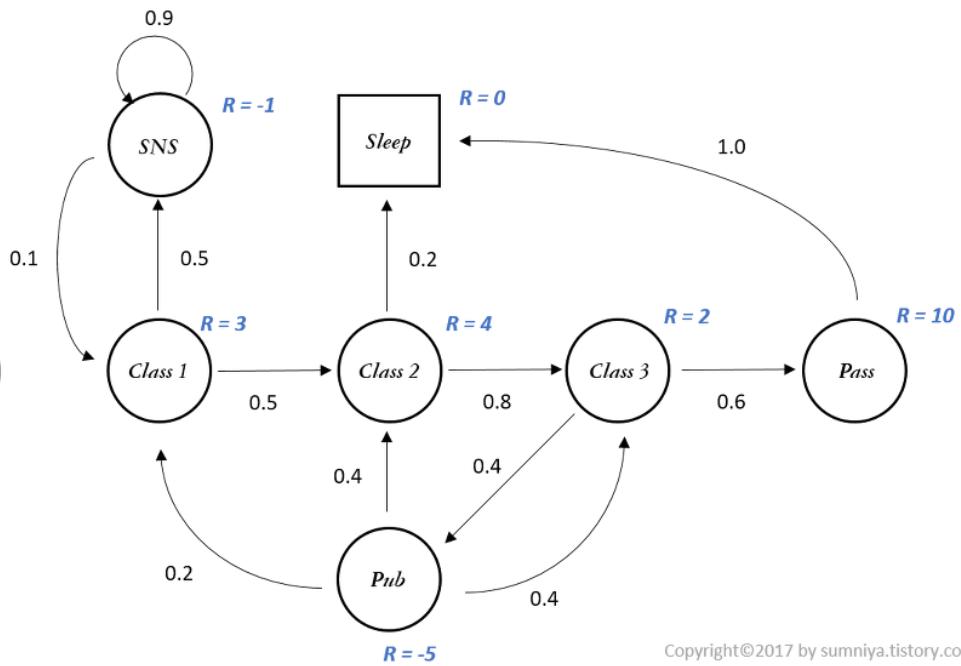 0.9
R = -1
R = 0
SNS
Sleep
1.0
0.1
0.5
0.2
R = 3
R = 4
R = 2
R = 10
Class 1
Class 2
Class 3
Pass
0.5
0.8
0.6
0.4
0.4
0.2
Pub
0.4
R = -5
Copyright©2017 by sumniya.tistory.co